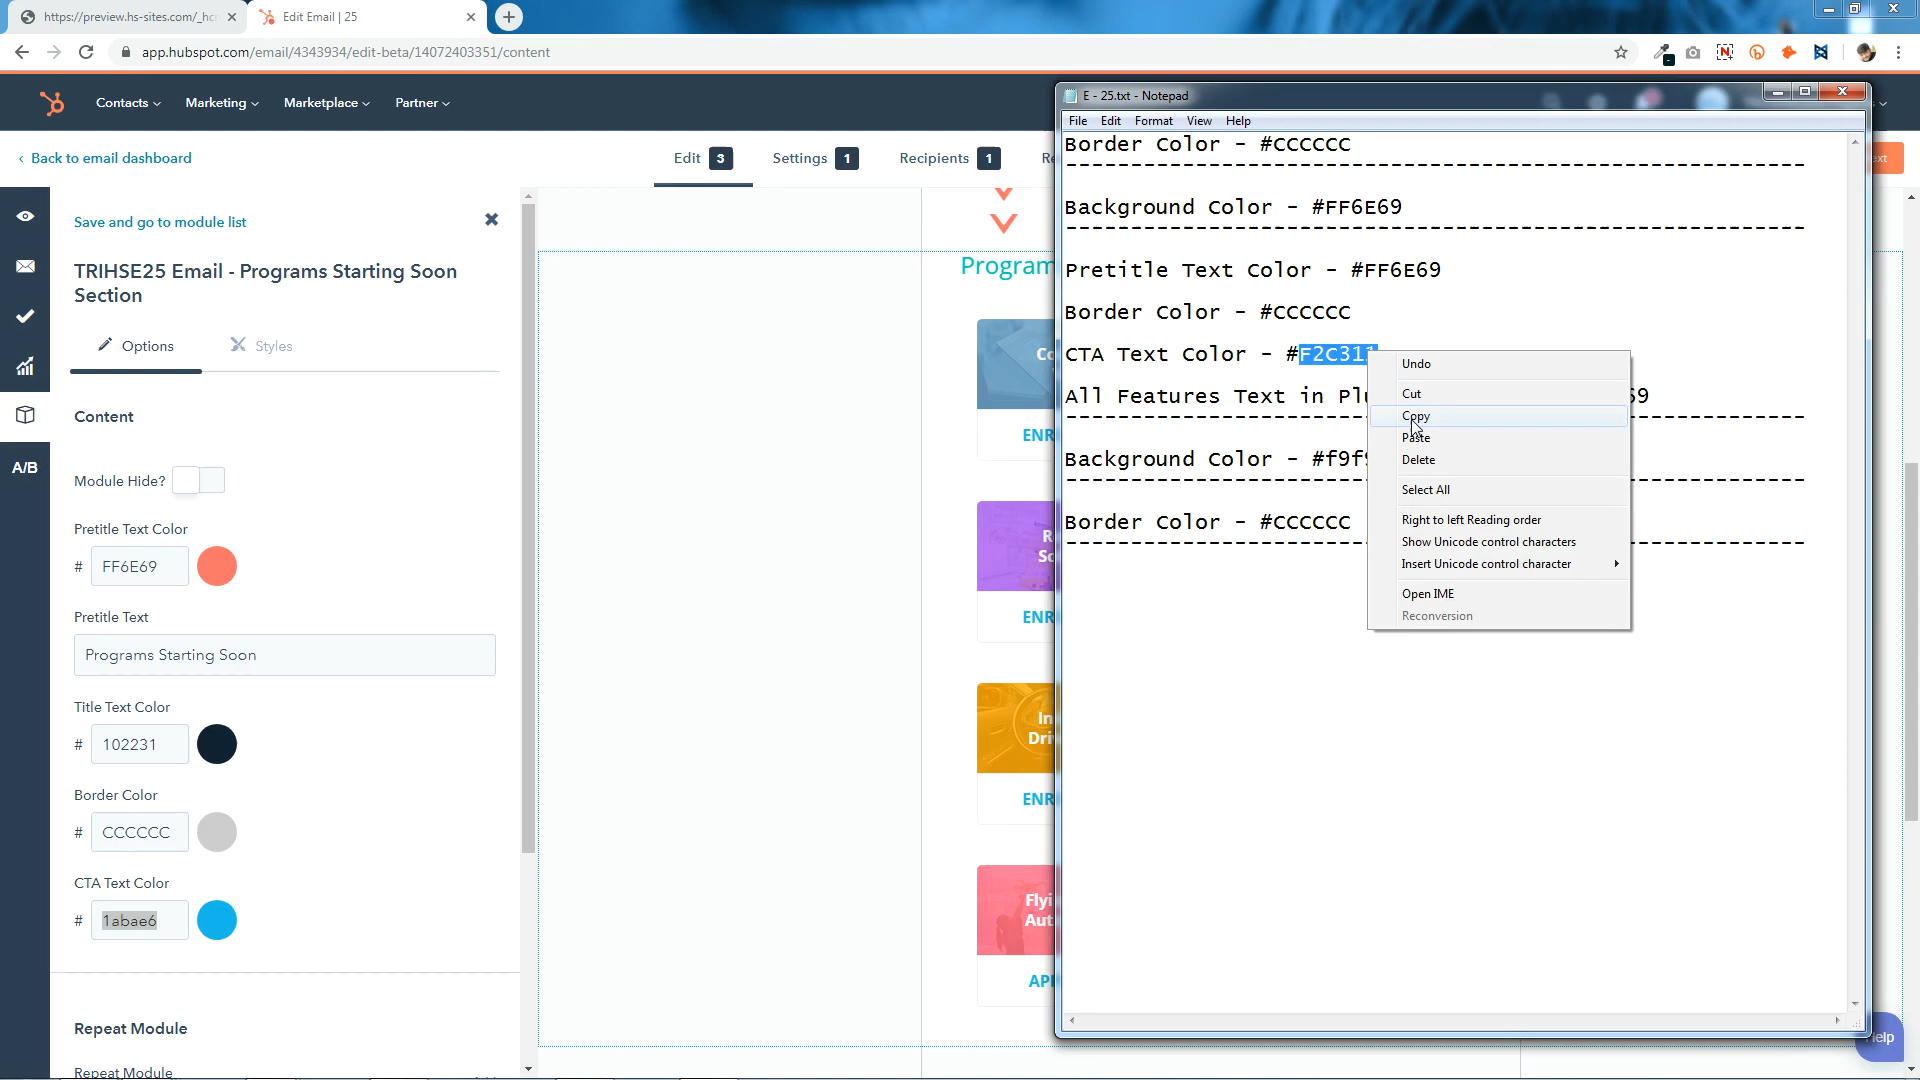 https://preview.hs-sites.com/_hcm
Edit Email | 25
app.hubspot.com/email/4343934/edit-beta/14072403351/content
Contacts
Marketing
Marketplace
Partner
Back to email dashboard
Edit 3
Settings 1
Recipients 1
Save and go to module list
TRIHSE25 Email - Programs Starting Soon
Section
Options
Styles
Content
Module Hide?
Pretitle Text Color
# FF6E69
Pretitle Text
Programs Starting Soon
Title Text Color
# 102231
Border Color
# CCCCCC
CTA Text Color
# 1abae6
Repeat Module
Repeat Module
A/B
Program
ENR
ENR
ENR
E - 25.txt - Notepad
File Edit Format View Help
Border Color - #CCCCCC
--------------------------------------------------------
Background Color - #FF6E69
--------------------------------------------------------
Pretitle Text Color - #FF6E69
Border Color - #CCCCCC
CTA Text Color - #F2C311
All Features Text in Plu 69
--------------------------------------------------------
Background Color - #f9f9
--------------------------------------------------------
Border Color - #CCCCCC
--------------------------------------------------------
Undo
Cut
Copy
Paste
Delete
Select All
Right to left Reading order
Show Unicode control characters
Insert Unicode control character
Open IME
Reconversion
Help